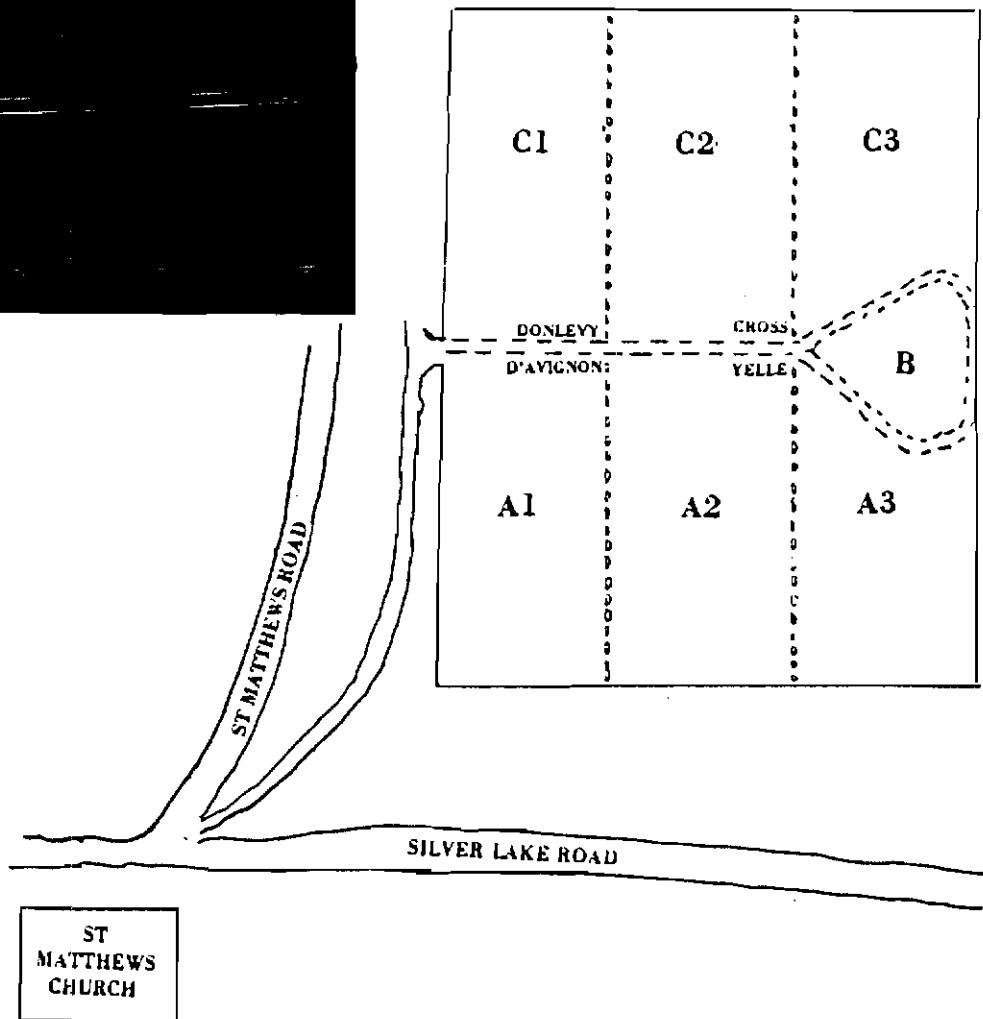 C1 C2 C3
DONLEVY CROSS
D'AVIGNON YELLE
B
A1 A2 A3
ST MATTHEWS ROAD
SILVER LAKE ROAD
ST
MATTHEWS
CHURCH